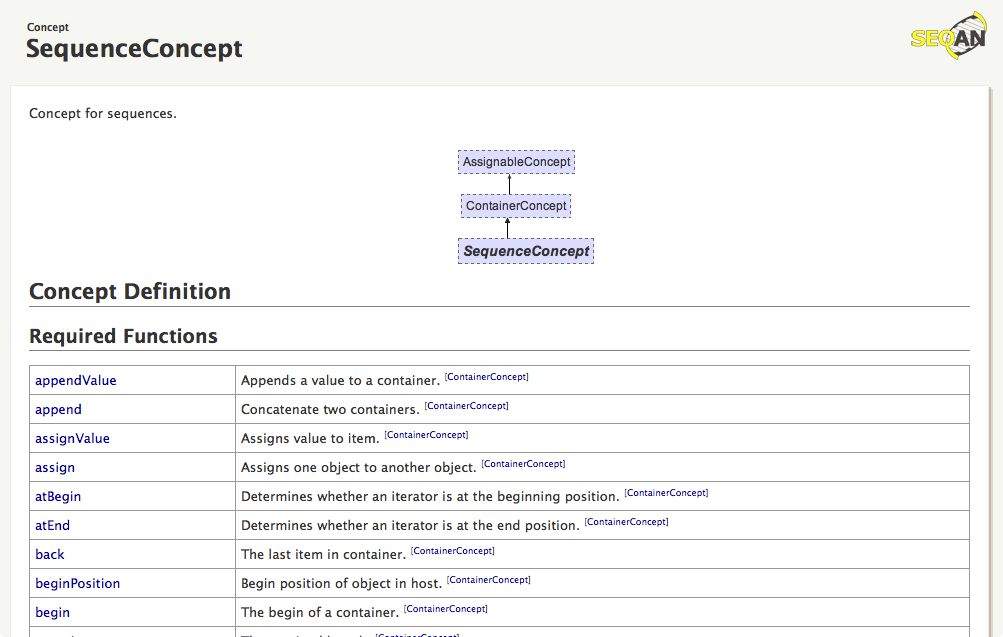 Concept
SequenceConcept
SEQAN
Concept for sequences.
AssignableConcept
ContainerConcept
SequenceConcept
Concept Definition
Required Functions
appendValue Appends a value to a container. [ContainerConcept]
append Concatenate two containers. [ContainerConcept]
assignValue Assigns value to item. [ContainerConcept]
assign Assigns one object to another object. [ContainerConcept]
atBegin Determines whether an iterator is at the beginning position. [ContainerConcept]
atEnd Determines whether an iterator is at the end position. [ContainerConcept]
back The last item in container. [ContainerConcept]
beginPosition Begin position of object in host. [ContainerConcept]
begin The begin of a container. [ContainerConcept]
[ContainerConcept]